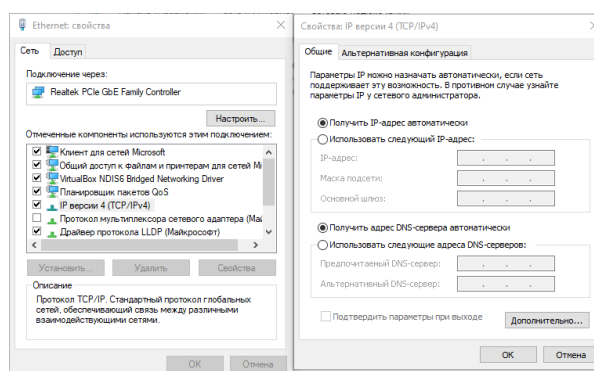 Ethernet: свойства
Сеть Доступ
Подключение через:
Realtek PCIe GbE Family Controller
Настроить...
Отмеченные компоненты используются этим подключением:
Клиент для сетей Microsoft
Общий доступ к файлам и принтерам для сетей Mi
VirtualBox NDIS6 Bridged Networking Driver
Планировщик пакетов QoS
IP версии 4 (TCP/IPv4)
Протокол мультиплексора сетевого адаптера (Май
Драйвер протокола LLDP (Майкрософт)
Установить... Удалить Свойства
Описание
Протокол TCP/IP. Стандартный протокол глобальных
сетей, обеспечивающий связь между различными
взаимодействующими сетями.
ОК Отмена
Свойства: IP версии 4 (TCP/IPv4)
Общие Альтернативная конфигурация
Параметры IP можно назначать автоматически, если сеть
поддерживает эту возможность. В противном случае узнайте
параметры IP у сетевого администратора.
Получить IP-адрес автоматически
Использовать следующий IP-адрес:
IP-адрес:
Маска подсети:
Основной шлюз:
Получить адрес DNS-сервера автоматически
Использовать следующие адреса DNS-серверов:
Предпочитаемый DNS-сервер:
Альтернативный DNS-сервер:
Подтвердить параметры при выходе
Дополнительно...
ОК Отмена